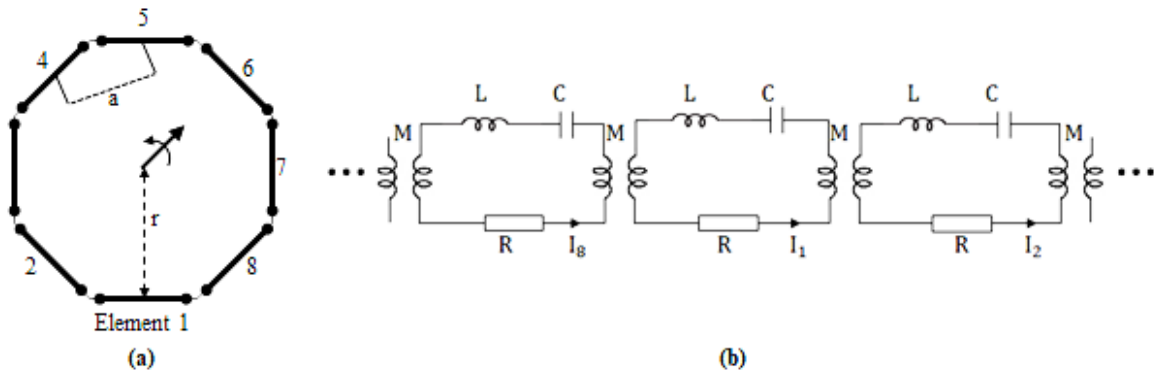 5
4
6
a
7
r
2
8
Element 1
(a)
L C L C L C
M M M M
R I₈ R I₁ R I₂
(b)